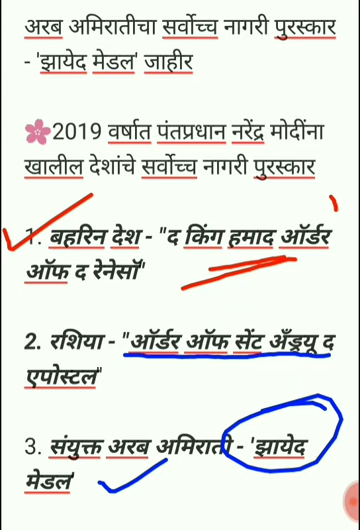 अरब अमिरातीचा सर्वोच्च नागरी पुरस्कार
- 'झायेद मेडल' जाहीर
🌸2019 वर्षात पंतप्रधान नरेंद्र मोदींना
खालील देशांचे सर्वोच्च नागरी पुरस्कार
1. बहरिन देश - "द किंग हमाद ऑर्डर
ऑफ द रेनेसॉं"
2. रशिया - "ऑर्डर ऑफ सेंट अँड्रयू द
एपोस्टल"
3. संयुक्त अरब अमिराती - 'झायेद
मेडल'